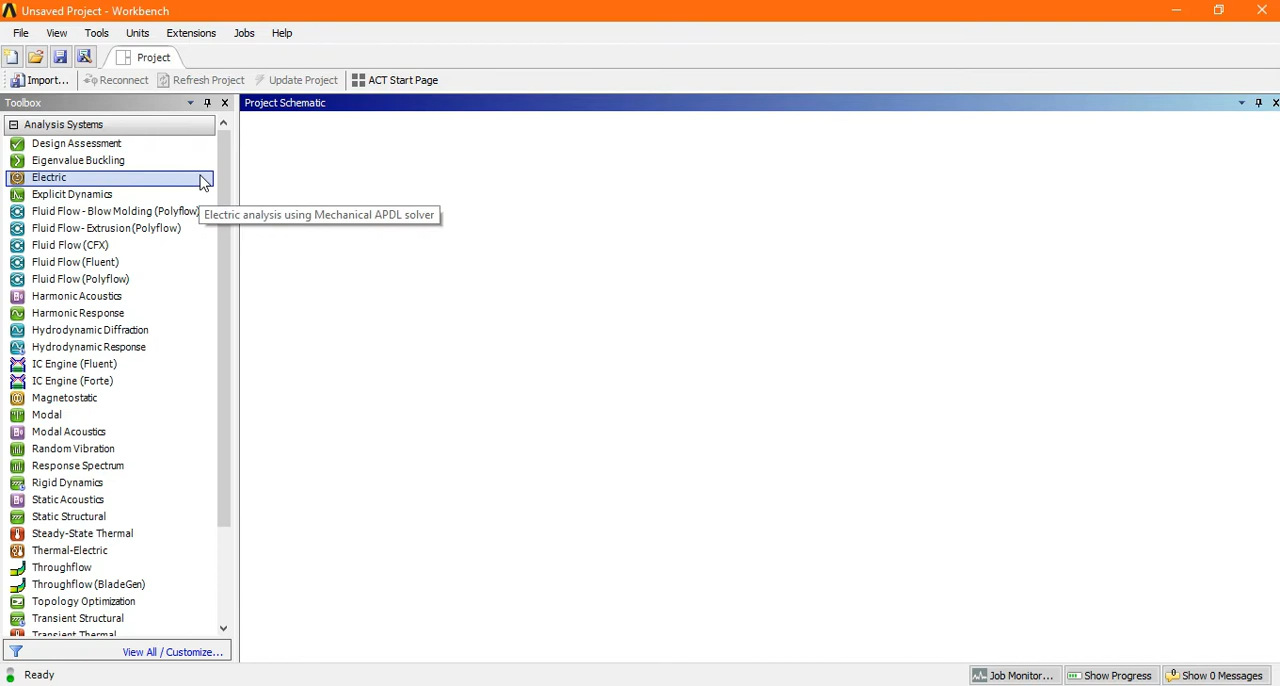 Unsaved Project - Workbench
File View Tools Units Extensions Jobs Help
Project
Import... Reconnect Refresh Project Update Project ACT Start Page
Toolbox
Project Schematic
Analysis Systems
Design Assessment
Eigenvalue Buckling
Electric
Explicit Dynamics
Fluid Flow - Blow Molding (Polyflow)
Electric analysis using Mechanical APDL solver
Fluid Flow- Extrusion (Polyflow)
Fluid Flow (CFX)
Fluid Flow (Fluent)
Fluid Flow (Polyflow)
Harmonic Acoustics
Harmonic Response
Hydrodynamic Diffraction
Hydrodynamic Response
IC Engine (Fluent)
IC Engine (Forte)
Magnetostatic
Modal
Modal Acoustics
Random Vibration
Response Spectrum
Rigid Dynamics
Static Acoustics
Static Structural
Steady-State Thermal
Thermal-Electric
Throughflow
Throughflow (BladeGen)
Topology Optimization
Transient Structural
Transient Thermal
View All / Customize...
Ready
Job Monitor... Show Progress Show 0 Messages